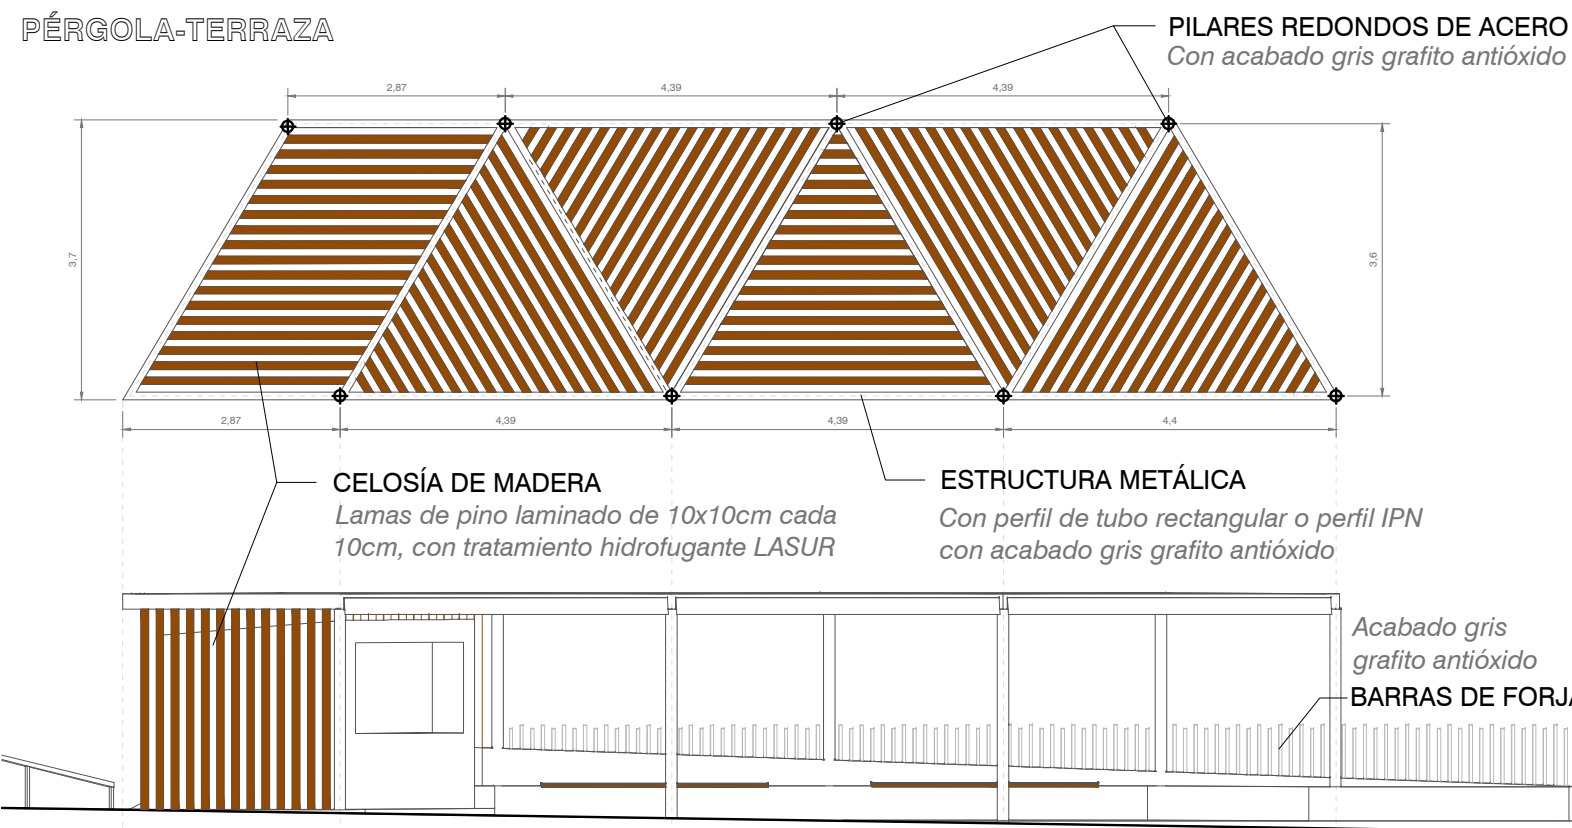 PÉRGOLA-TERRAZA
PILARES REDONDOS DE ACERO
Con acabado gris grafito antióxido
2,87
4,39
4,39
3,7
3,6
2,87
4,39
4,39
4,4
CELOSÍA DE MADERA
Lamas de pino laminado de 10x10cm cada
10cm, con tratamiento hidrofugante LASUR
ESTRUCTURA METÁLICA
Con perfil de tubo rectangular o perfil IPN
con acabado gris grafito antióxido
Acabado gris
grafito antióxido
BARRAS DE FORJA